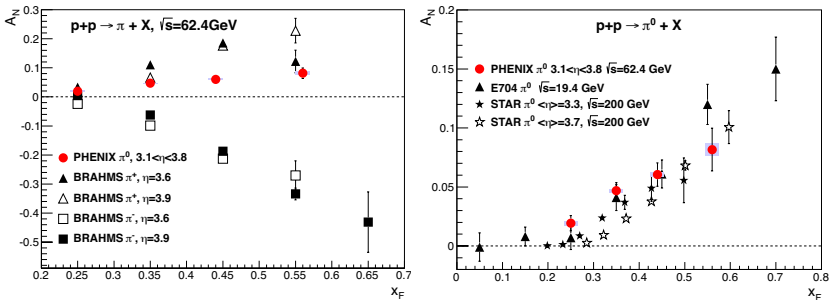 p+p → π + X, √s=62.4GeV
A_N
0.3
0.2
0.1
0
-0.1
-0.2
-0.3
-0.4
-0.5
PHENIX π⁰, 3.1<η<3.8
BRAHMS π⁺, η=3.6
BRAHMS π⁺, η=3.9
BRAHMS π⁻, η=3.6
BRAHMS π⁻, η=3.9
0.2 0.25 0.3 0.35 0.4 0.45 0.5 0.55 0.6 0.65 0.7
x_F
p+p → π⁰ + X
A_N
0.15
0.1
0.05
0
PHENIX π⁰ 3.1<η<3.8 √s=62.4 GeV
E704 π⁰ √s=19.4 GeV
STAR π⁰ <η>=3.3, √s=200 GeV
STAR π⁰ <η>=3.7, √s=200 GeV
0 0.1 0.2 0.3 0.4 0.5 0.6 0.7 0.8
x_F